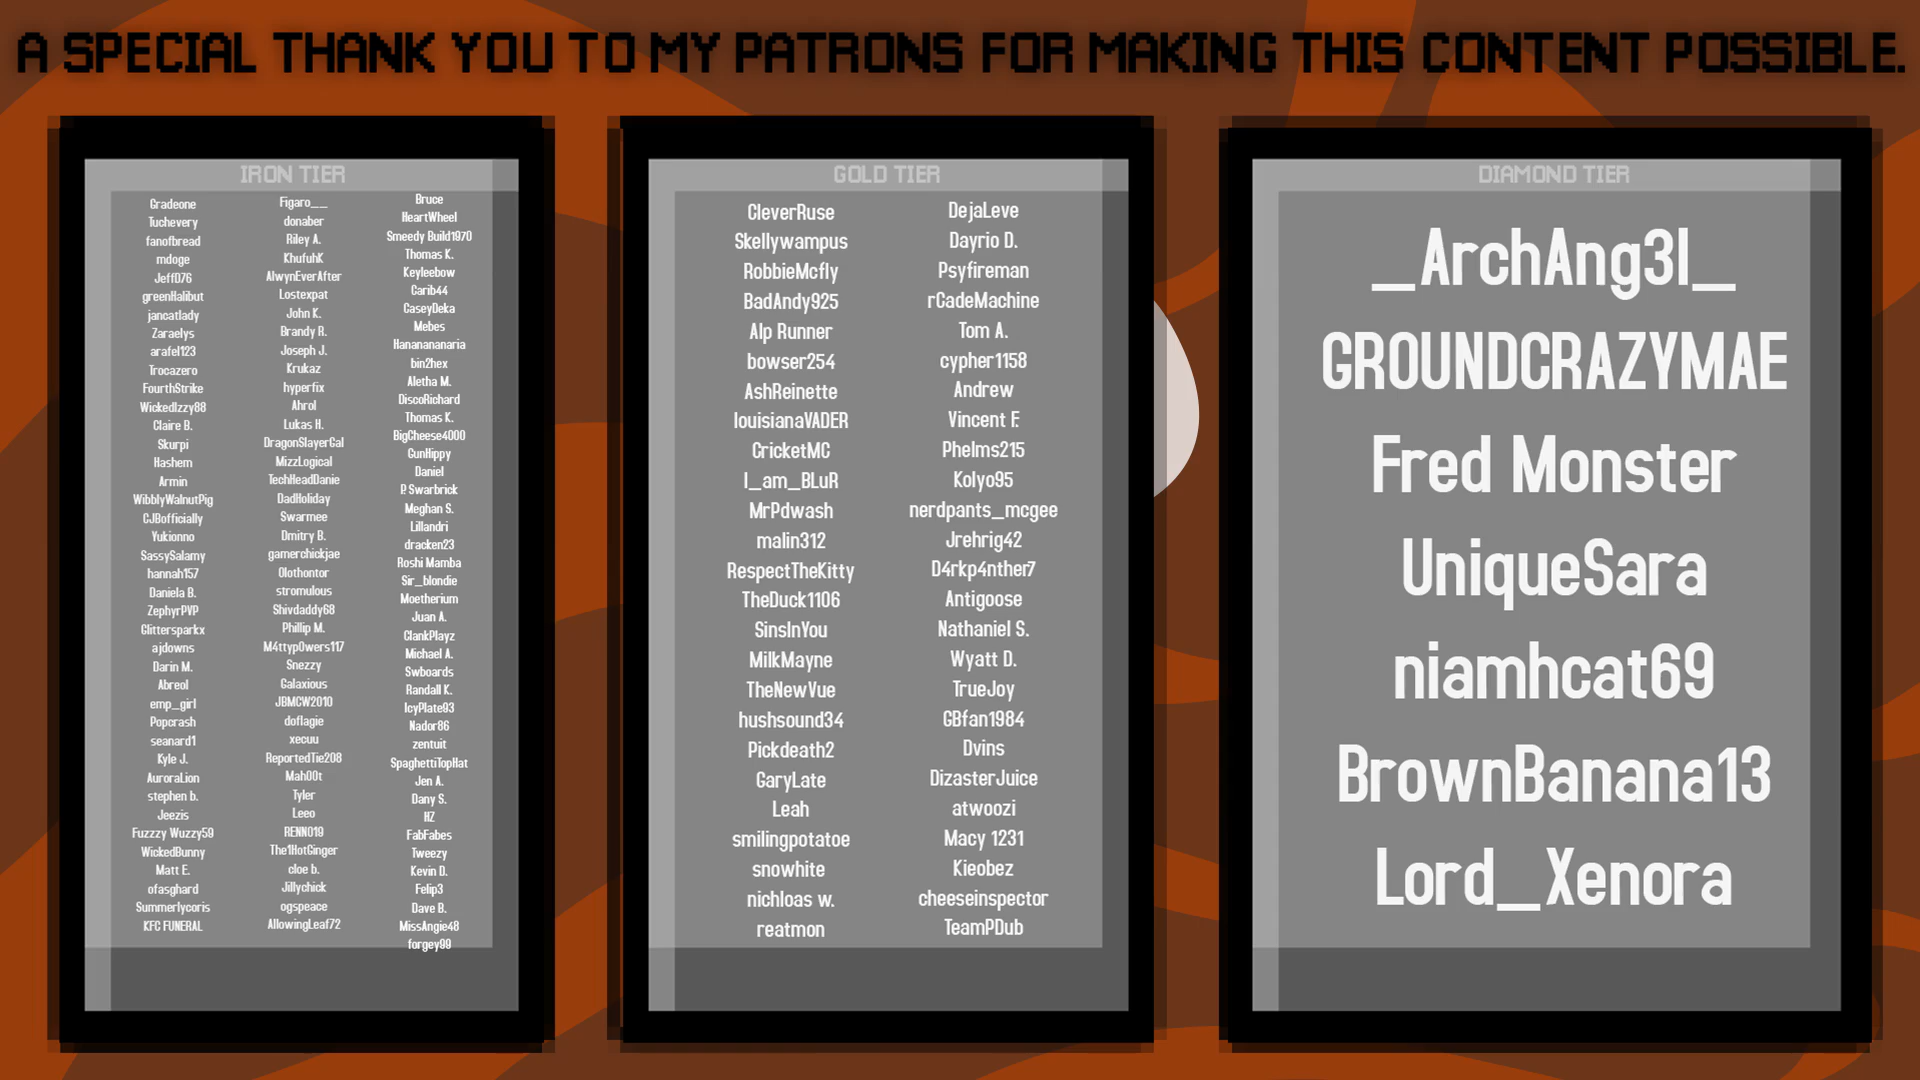 A SPECIAL THANK YOU TO MY PATRONS FOR MAKING THIS CONTENT POSSIBLE.
IRON TIER
Gradeone
Tuchevery
fanofbread
mdoge
JeffD76
greenHalibut
jancatlady
Zaraelys
arafel123
Trocazero
FourthStrike
WickedIzzy88
Claire B.
Skurpi
Hashem
Armin
WibblyWalnutPig
CJBofficially
Yukionno
SassySalamy
hannah157
Daniela B.
ZephyrPVP
Glittersparkx
ajdowns
Darin M.
Abreol
emp_girl
Popcrash
seanard1
Kyle J.
AuroraLion
stephen b.
Jeezis
Fuzzzy Wuzzy59
WickedBunny
Matt E.
ofasghard
Summerlycoris
KFC FUNERAL
Figaro__
donaber
Riley A.
KhufuhK
AlwynEverAfter
Lostexpat
John K.
Brandy R.
Joseph J.
Krukaz
hyperfix
Ahrol
Lukas H.
DragonSlayerGal
MizzLogical
TechHeadDanie
DadHoliday
Swarmee
Dmitry B.
gamerchickjae
Olothontor
stromulous
Shivdaddy68
Phillip M.
M4ttyp0wers117
Snezzy
Galaxious
JBMCW2010
doflagie
xecuu
ReportedTie208
Mah00t
Tyler
Leeo
RENN019
The1HotGinger
cloe b.
Jillychick
ogspeace
AllowingLeaf72
Bruce
HeartWheel
Smeedy Build1970
Thomas K.
Keyleebow
Carib44
CaseyDeka
Mebes
Hanananananaria
bin2hex
Aletha M.
DiscoRichard
Thomas K.
BigCheese4000
GunHippy
Daniel
P. Swarbrick
Meghan S.
Lillandri
dracken23
Roshi Mamba
Sir_blondie
Moetherium
Juan A.
ClankPlayz
Michael A.
Swboards
Randall K.
IcyPlate93
Nador86
zentuit
SpaghettiTopHat
Jen A.
Dany S.
HZ
FabFabes
Tweezy
Kevin D.
Felip3
Dave B.
MissAngie48
forgey99
GOLD TIER
CleverRuse
Skellywampus
RobbieMcfly
BadAndy925
Alp Runner
bowser254
AshReinette
louisianaVADER
CricketMC
I_am_BLuR
MrPdwash
malin312
RespectTheKitty
TheDuck1106
SinsInYou
MilkMayne
TheNewVue
hushsound34
Pickdeath2
GaryLate
Leah
smilingpotatoe
snowhite
nichloas w.
reatmon
DejaLeve
Dayrio D.
Psyfireman
rCadeMachine
Tom A.
cypher1158
Andrew
Vincent F.
Phelms215
Kolyo95
nerdpants_mcgee
Jrehrig42
D4rkp4nther7
Antigoose
Nathaniel S.
Wyatt D.
TrueJoy
GBfan1984
Dvins
DizasterJuice
atwoozi
Macy 1231
Kieobez
cheeseinspector
TeamPDub
DIAMOND TIER
_ArchAng3l_
GROUNDCRAZYMAE
Fred Monster
UniqueSara
niamhcat69
BrownBanana13
Lord_Xenora